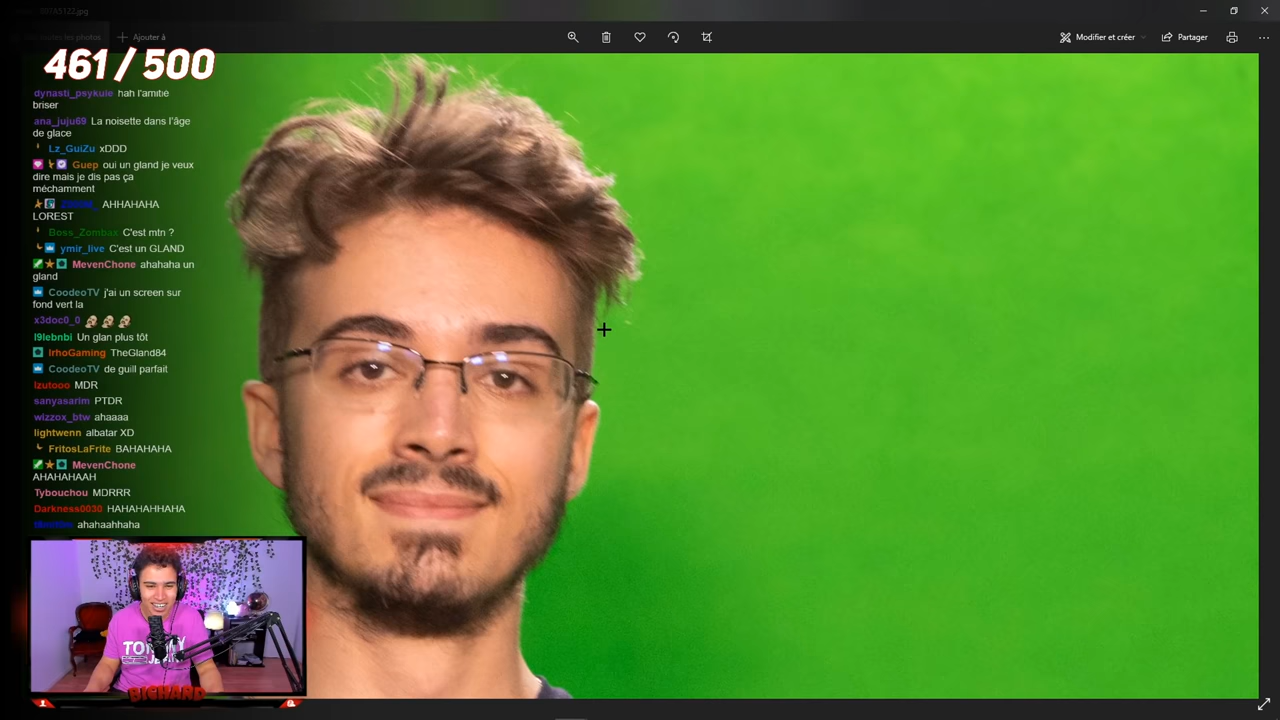 Ajouter à
Modifier et créer
Partager
461/500
dynasti_psykule hah l'amitié
briser
ana_juju69 La noisette dans l'âge
de glace
Lz_GuiZu xDDD
Guep oui un gland je veux
dire mais je dis pas ça
méchamment
AHHAHAHA
LOREST
Boss_Zombax C'est mtn ?
ymir_live C'est un GLAND
MevenChone ahahaha un
gland
CoodeoTV j'ai un screen sur
fond vert la
x3doc0_0
l9lebnbi Un glan plus tôt
IrhoGaming TheGland84
CoodeoTV de guill parfait
lzutooo MDR
sanyasarim PTDR
wizzox_btw ahaaaa
lightwenn albatar XD
FritosLaFrite BAHAHAHA
MevenChone
AHAHAHAAH
Tybouchou MDRRR
Darkness0030 HAHAHAHHAHA
ahahaahhaha
BICHARD